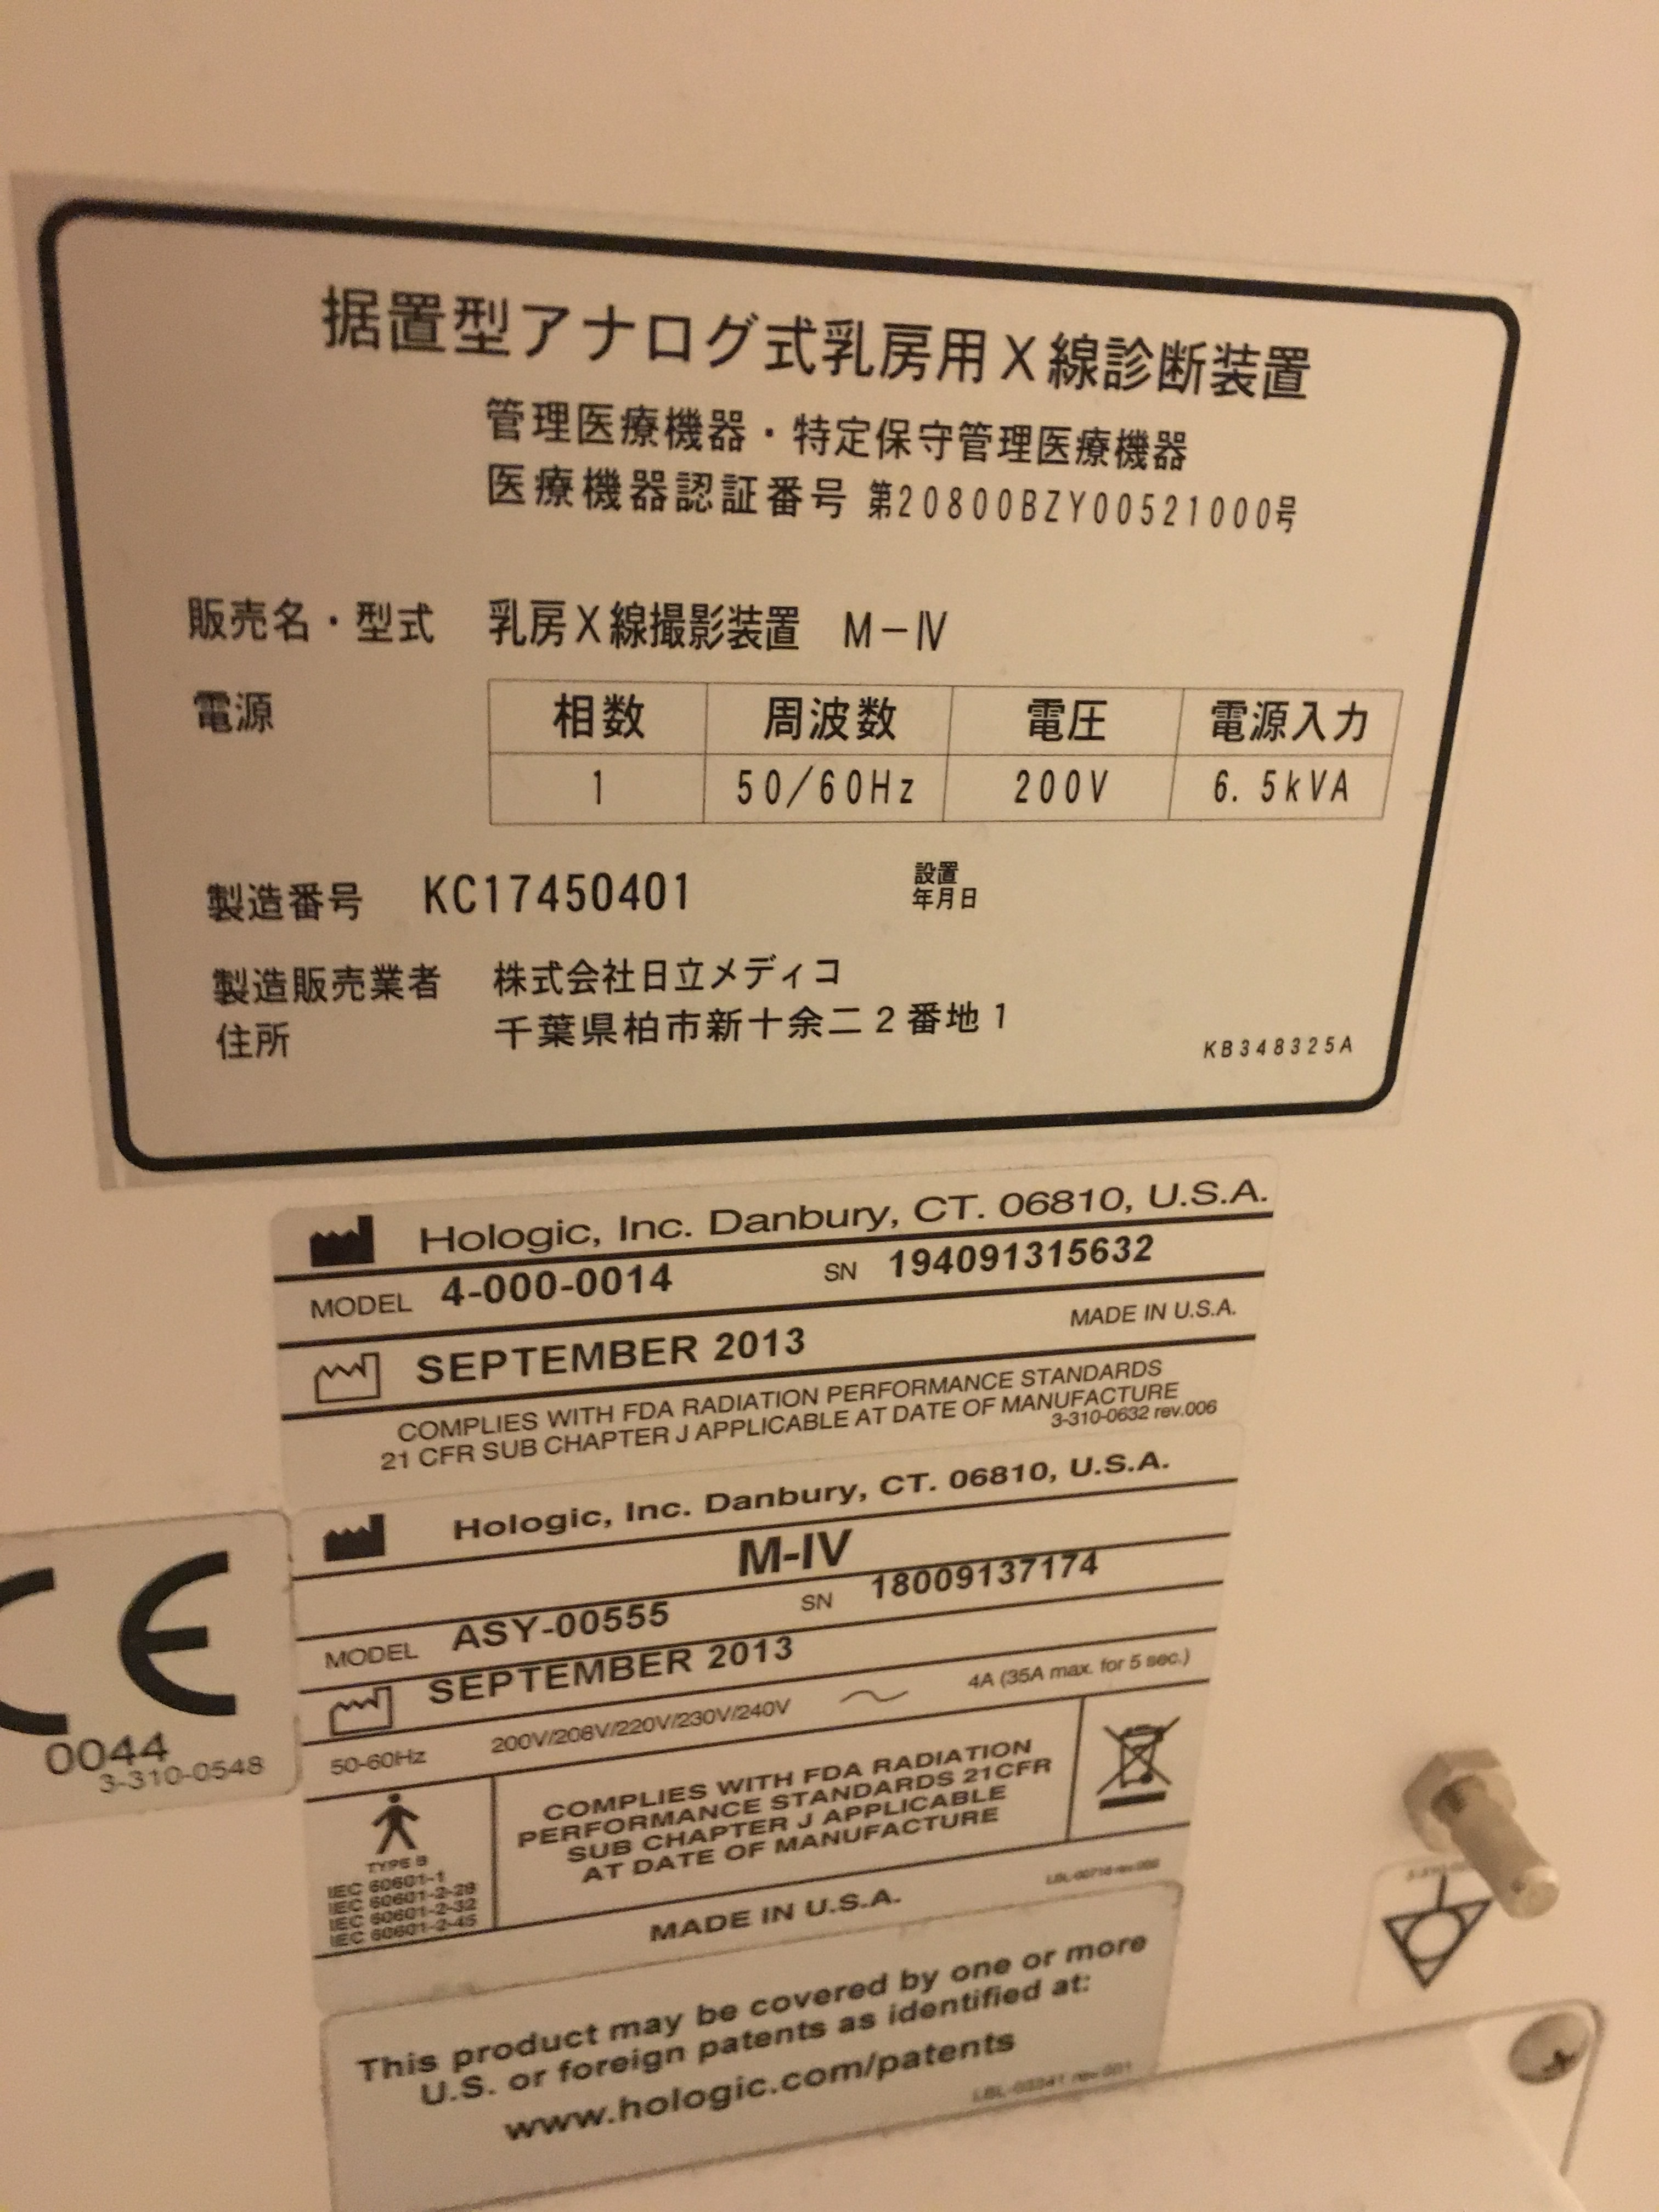 据置型アナログ式乳房用X線診断装置
管理医療機器・特定保守管理医療機器
医療機器認証番号 第20800BZY00521000号
販売名・型式 乳房X線撮影装置 M-Ⅳ
電源 相数 周波数 電圧 電源入力
1 50/60Hz 200V 6.5kVA
製造番号 KC17450401 設置
年月日
製造販売業者 株式会社日立メディコ
住所 千葉県柏市新十余二2番地1
KB348325A
Hologic, Inc. Danbury, CT. 06810, U.S.A.
MODEL 4-000-0014 SN 194091315632
SEPTEMBER 2013 MADE IN U.S.A.
COMPLIES WITH FDA RADIATION PERFORMANCE STANDARDS
21 CFR SUB CHAPTER J APPLICABLE AT DATE OF MANUFACTURE
3-310-0632 rev.006
Hologic, Inc. Danbury, CT. 06810, U.S.A.
M-IV
MODEL ASY-00555 SN 18009137174
SEPTEMBER 2013
50-60Hz 200V/208V/220V/230V/240V 4A (35A max. for 5 sec.)
TYPE B
IEC 60601-1
IEC 60601-2-28
IEC 60601-2-32
IEC 60601-2-45
COMPLIES WITH FDA RADIATION
PERFORMANCE STANDARDS 21CFR
SUB CHAPTER J APPLICABLE
AT DATE OF MANUFACTURE
MADE IN U.S.A.
CE
0044
3-310-0548
This product may be covered by one or more
U.S. or foreign patents as identified at:
www.hologic.com/patents